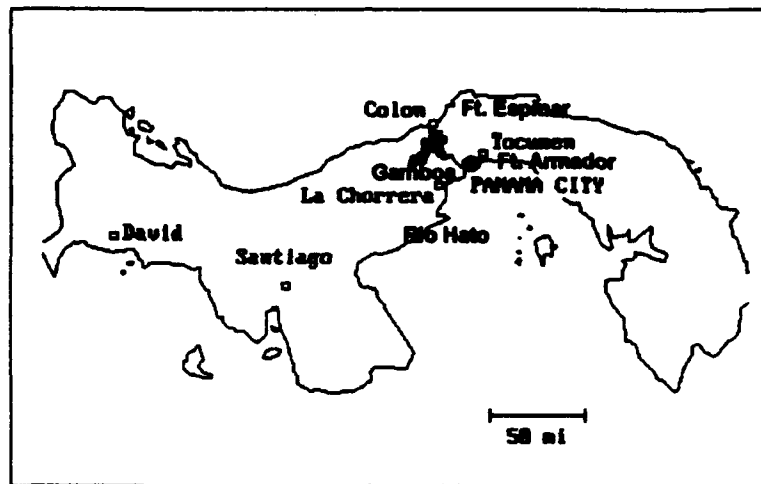 Colon
Ft. Espinar
Tocumen
Ft. Amador
Gamboa
PANAMA CITY
La Chorrera
David
Rio Hato
Santiago
50 mi